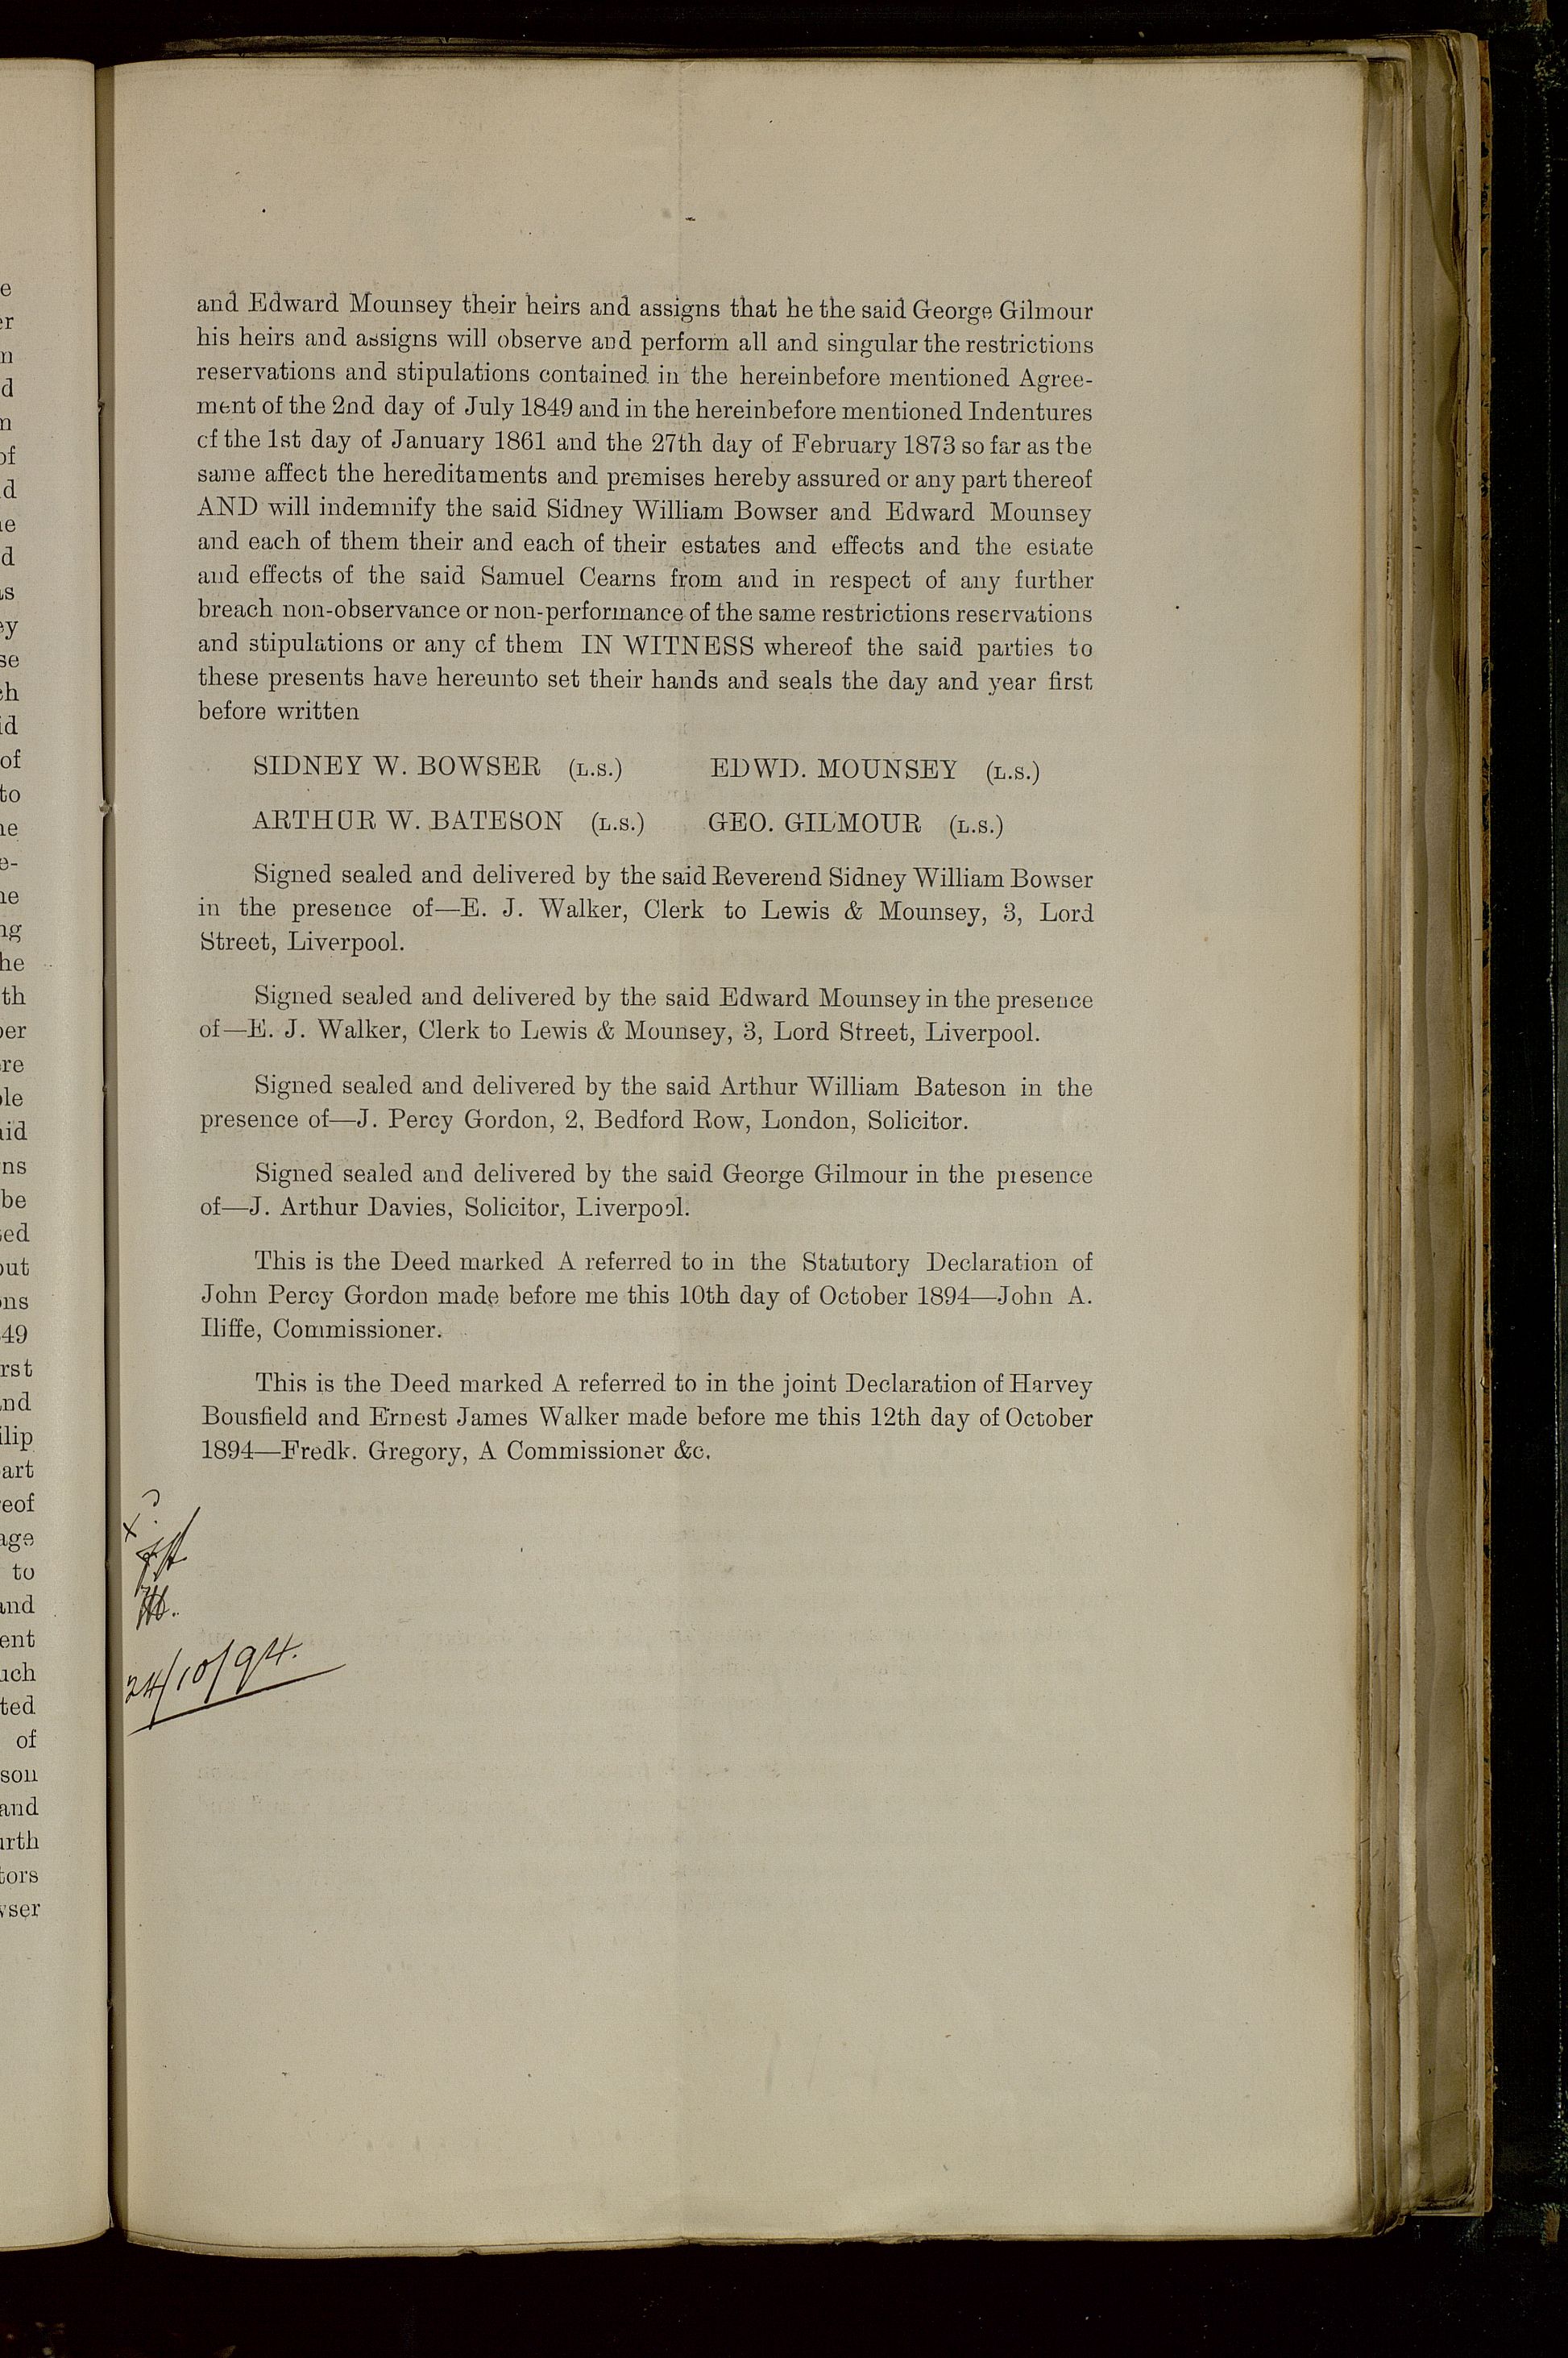 and Edward Mounsey their heirs and assigns that he the said George Gilmour
his heirs and assigns will observe and perform all and singular the restrictions
reservations and stipulations contained in the hereinbefore mentioned Agree-
ment of the 2nd day of July 1849 and in the hereinbefore mentioned Indentures
of the 1st day of January 1861 and the 27th day of February 1873 so far as the
same affect the hereditaments and premises hereby assured or any part thereof
AND will indemnify the said Sidney William Bowser and Edward Mounsey
and each of them their and each of their estates and effects and the estate
and effects of the said Samuel Cearns from and in respect of any further
breach non-observance or non-performance of the same restrictions reservations
and stipulations or any of them IN WITNESS whereof the said parties to
these presents have hereunto set their hands and seals the day and year first
before written
SIDNEY W. BOWSER (L.S.) EDWD. MOUNSEY (L.S.)
ARTHUR W. BATESON (L.S.) GEO. GILMOUR (L.S.)
Signed sealed and delivered by the said Reverend Sidney William Bowser
in the presence of—E. J. Walker, Clerk to Lewis & Mounsey, 3, Lord
Street, Liverpool.
Signed sealed and delivered by the said Edward Mounsey in the presence
of—E. J. Walker, Clerk to Lewis & Mounsey, 3, Lord Street, Liverpool.
Signed sealed and delivered by the said Arthur William Bateson in the
presence of—J. Percy Gordon, 2, Bedford Row, London, Solicitor.
Signed sealed and delivered by the said George Gilmour in the presence
of—J. Arthur Davies, Solicitor, Liverpool.
This is the Deed marked A referred to in the Statutory Declaration of
John Percy Gordon made before me this 10th day of October 1894—John A.
Iliffe, Commissioner.
This is the Deed marked A referred to in the joint Declaration of Harvey
Bousfield and Ernest James Walker made before me this 12th day of October
1894—Fredk. Gregory, A Commissioner &c.
24/10/94.